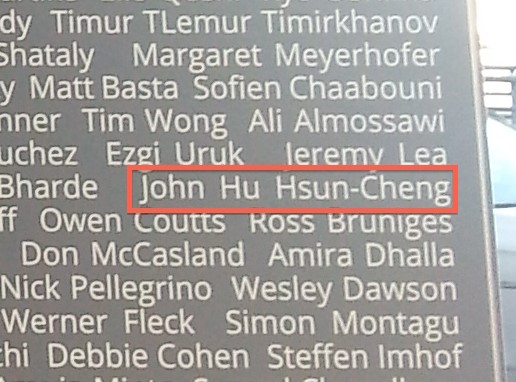 dy Timur TLemur Timirkhanov
Shataly Margaret Meyerhofer
y Matt Basta Sofien Chaabouni
nner Tim Wong Ali Almossawi
uchez Ezgi Uruk Jeremy Lea
Bharde John Hu Hsun-Cheng
ff Owen Coutts Ross Bruniges
Don McCasland Amira Dhalla
Nick Pellegrino Wesley Dawson
Werner Fleck Simon Montagu
thi Debbie Cohen Steffen Imhof